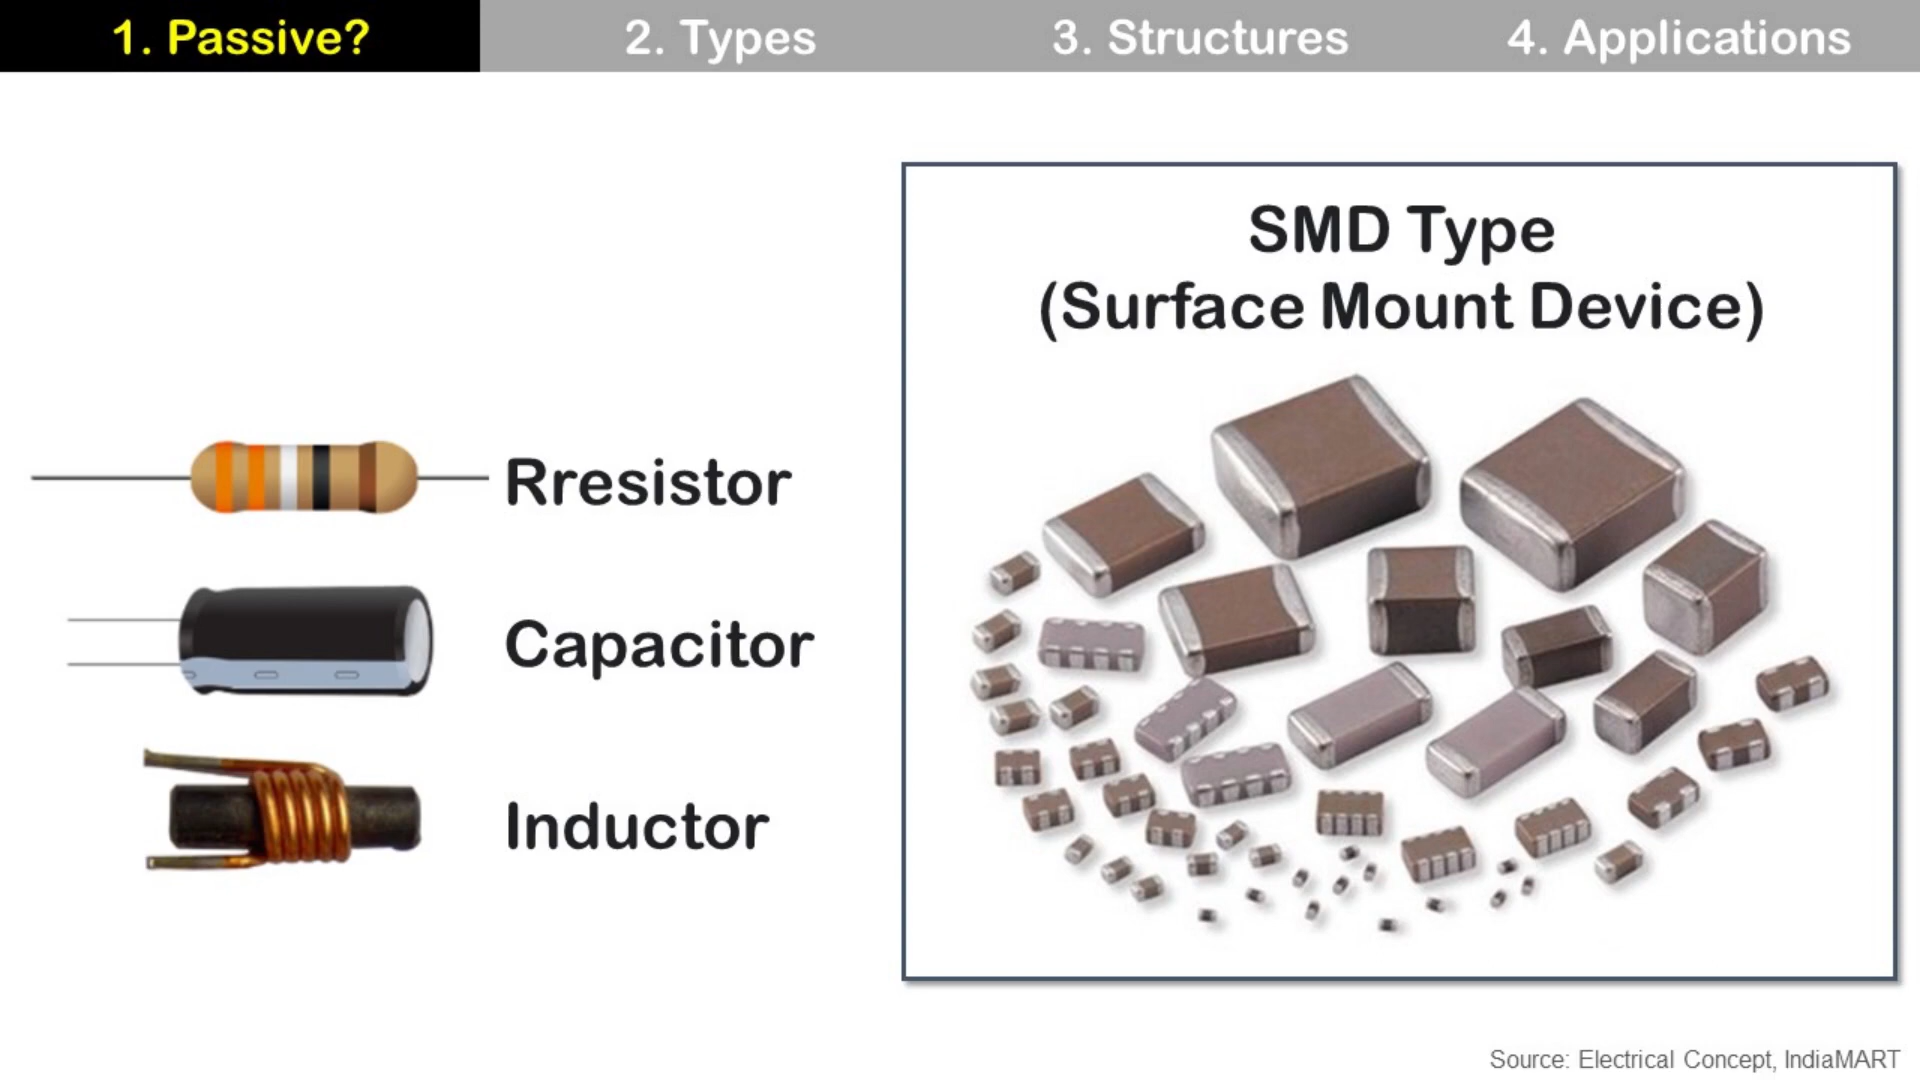 1. Passive?
2. Types
3. Structures
4. Applications
SMD Type
(Surface Mount Device)
Rresistor
Capacitor
Inductor
Source: Electrical Concept, IndiaMART